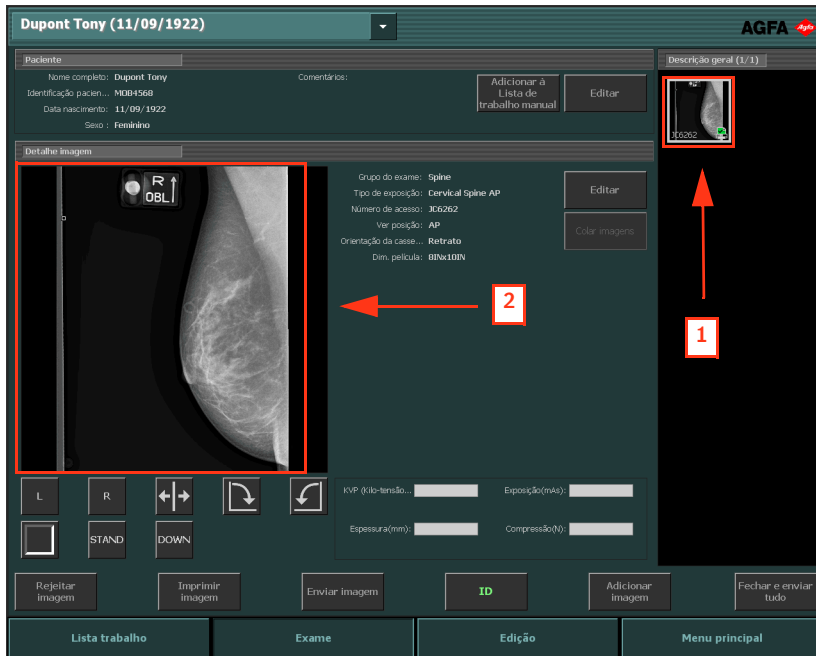 Dupont Tony (11/09/1922)
AGFA Agfa
Paciente
Nome completo: Dupont Tony
Comentários:
Identificação pacien... MOB4568
Data nascimento: 11/09/1922
Sexo : Feminino
Adicionar à
Lista de
trabalho manual
Editar
Descrição geral (1/1)
JC6262
1
Detalhe imagem
R
OBL
Grupo do exame: Spine
Tipo de exposição: Cervical Spine AP
Número de acesso: JC6262
Ver posição: AP
Orientação da casse... Retrato
Dim. película: 8INx10IN
Editar
Colar imagens
2
L
R
STAND
DOWN
KVP (Kilo-tensão...
Exposição(mAs):
Espessura(mm):
Compressão(N):
Rejeitar
imagem
Imprimir
imagem
Enviar imagem
ID
Adicionar
imagem
Fechar e enviar
tudo
Lista trabalho
Exame
Edição
Menu principal